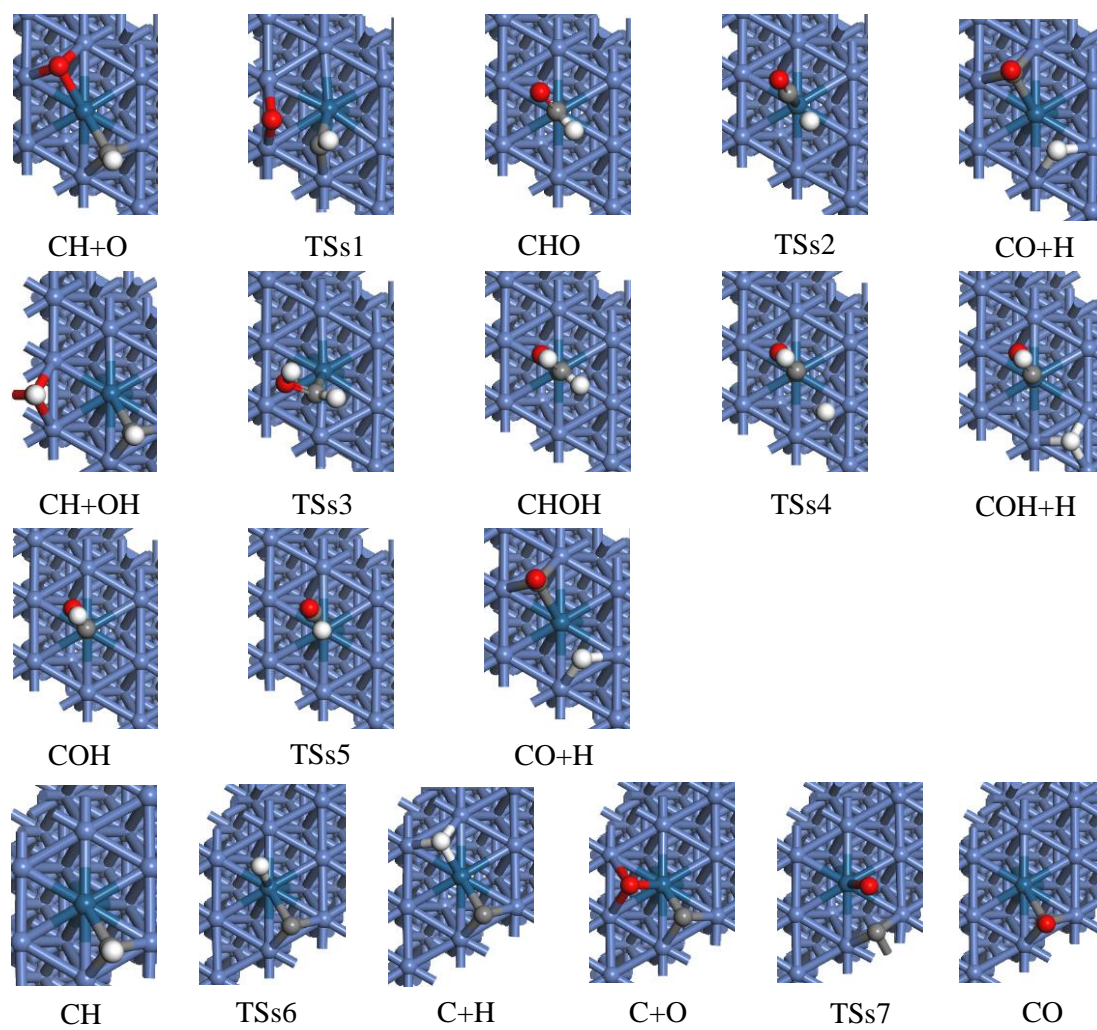 CH+O TSs1 CHO TSs2 CO+H
CH+OH TSs3 CHOH TSs4 COH+H
COH TSs5 CO+H
CH TSs6 C+H C+O TSs7 CO